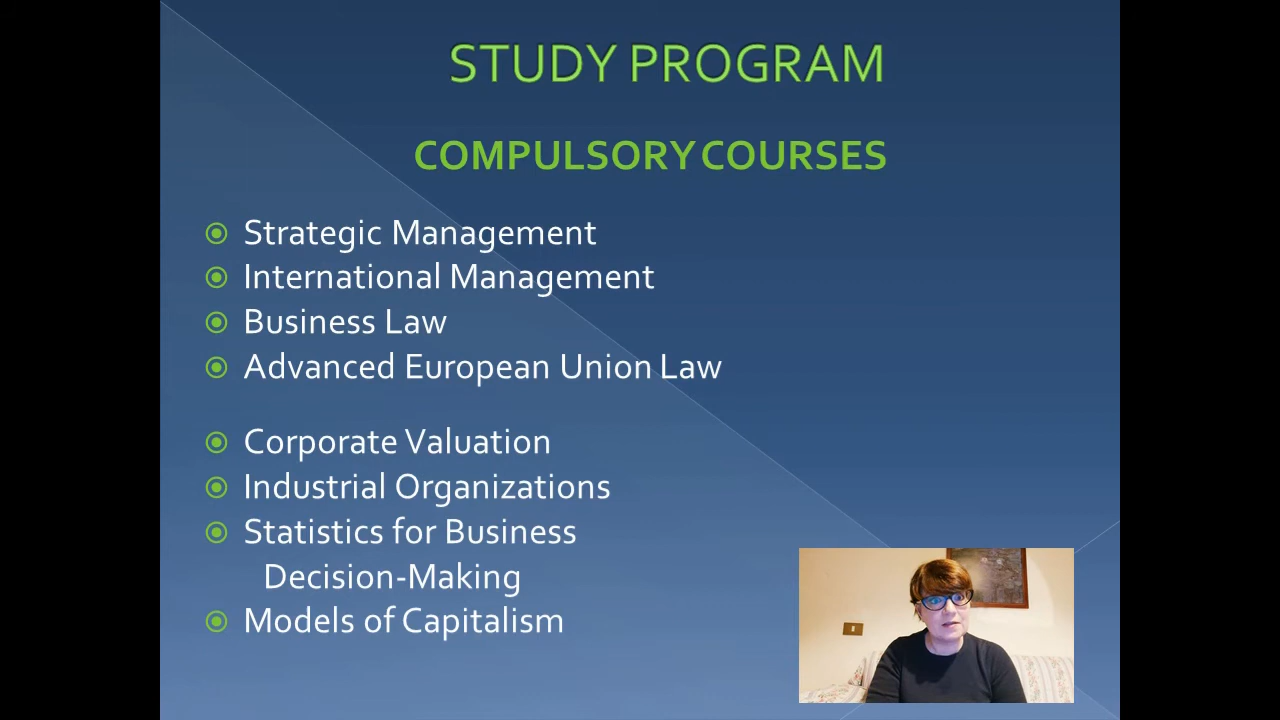 STUDY PROGRAM
COMPULSORY COURSES
Strategic Management
International Management
Business Law
Advanced European Union Law
Corporate Valuation
Industrial Organizations
Statistics for Business
Decision-Making
Models of Capitalism